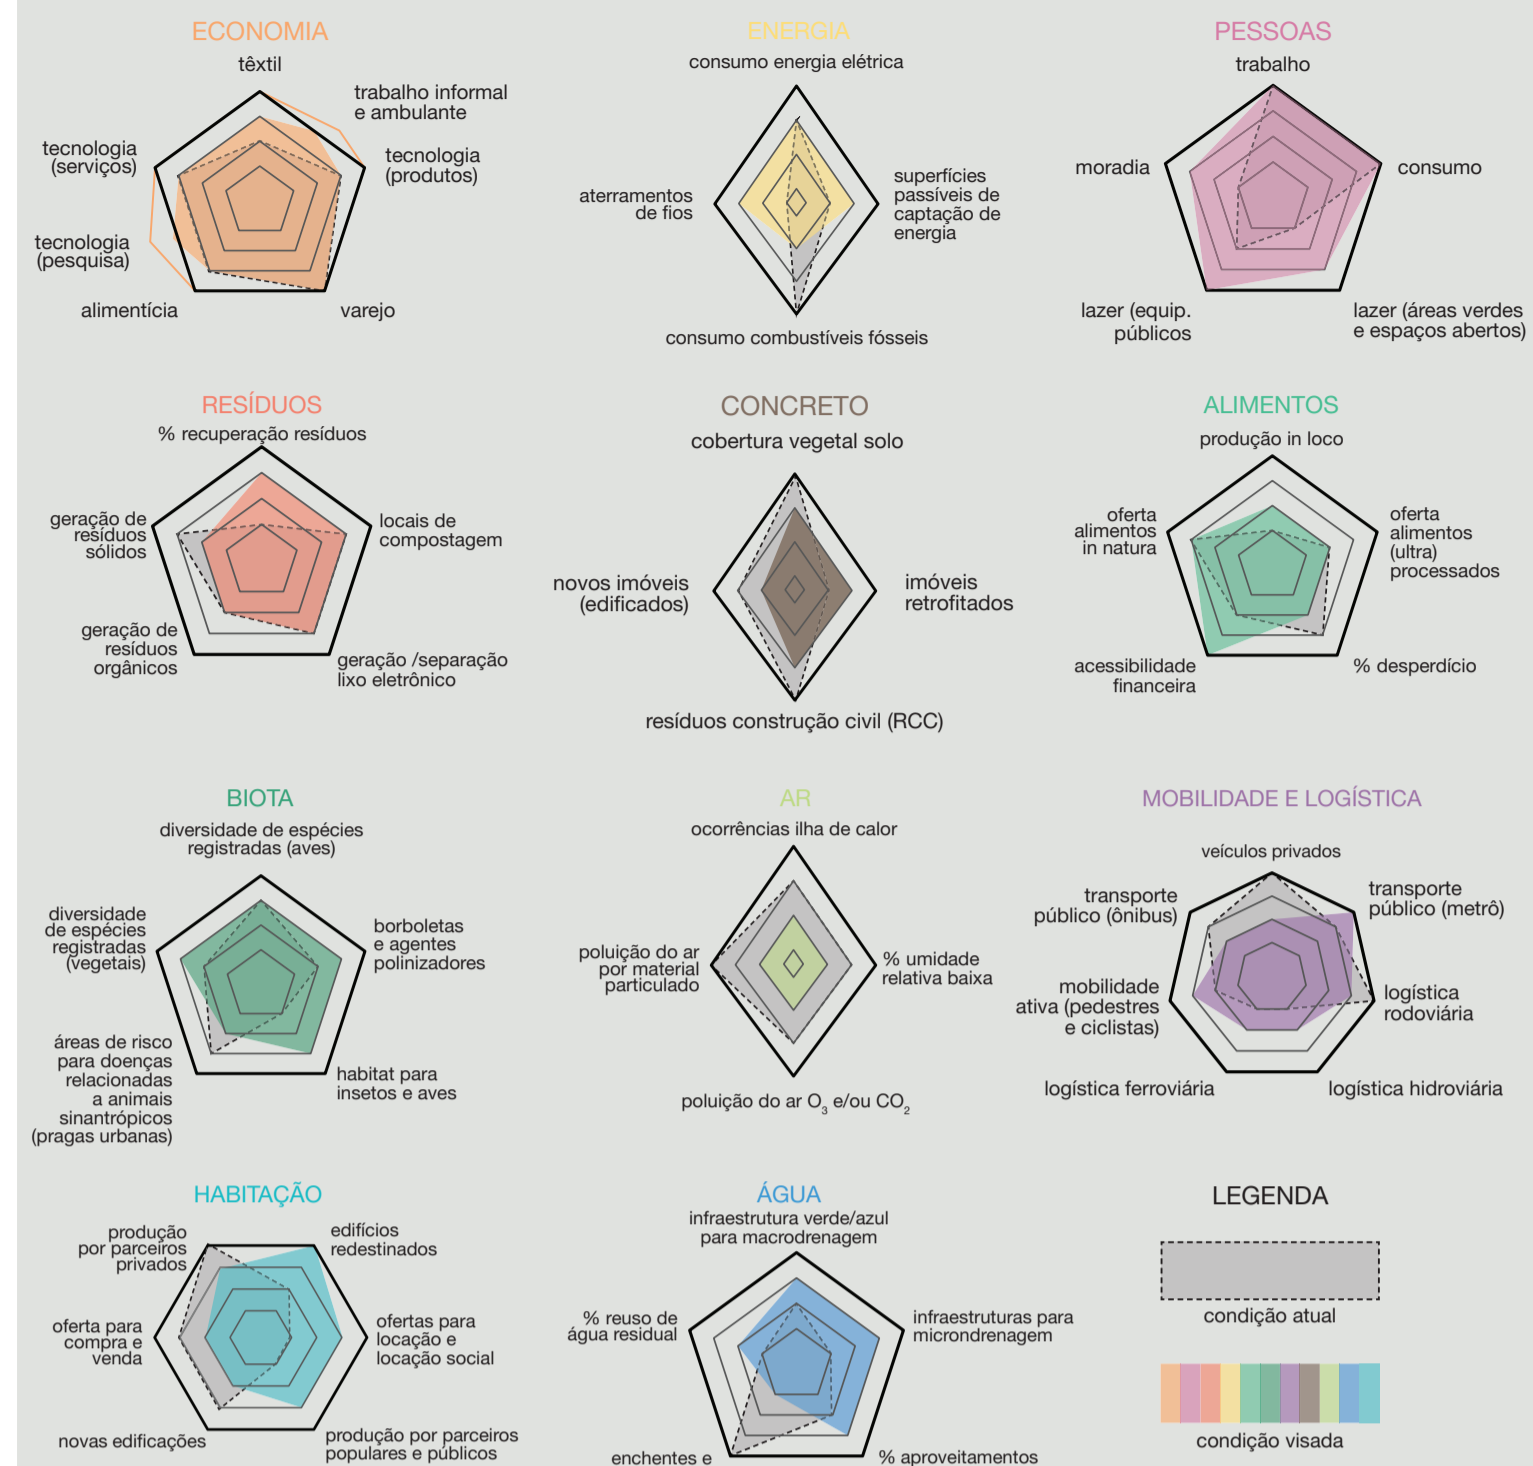 ECONOMIA
têxtil
trabalho informal
e ambulante
tecnologia
(serviços)
tecnologia
(produtos)
tecnologia
(pesquisa)
alimentícia
varejo
ENERGIA
consumo energia elétrica
aterramentos
de fios
superfícies
passíveis de
captação de
energia
consumo combustíveis fósseis
PESSOAS
trabalho
moradia
consumo
lazer (equip.
públicos
lazer (áreas verdes
e espaços abertos)
RESÍDUOS
% recuperação resíduos
geração de
resíduos
sólidos
locais de
compostagem
geração de
resíduos
orgânicos
geração /separação
lixo eletrônico
CONCRETO
cobertura vegetal solo
novos imóveis
(edificados)
imóveis
retrofitados
resíduos construção civil (RCC)
ALIMENTOS
produção in loco
oferta
alimentos
in natura
oferta
alimentos
(ultra)
processados
acessibilidade
financeira
% desperdício
BIOTA
diversidade de espécies
registradas (aves)
diversidade
de espécies
registradas
(vegetais)
borboletas
e agentes
polinizadores
áreas de risco
para doenças
relacionadas
a animais
sinantrópicos
(pragas urbanas)
habitat para
insetos e aves
AR
ocorrências ilha de calor
poluição do ar
por material
particulado
% umidade
relativa baixa
poluição do ar O3 e/ou CO2
MOBILIDADE E LOGÍSTICA
veículos privados
transporte
público (ônibus)
transporte
público (metrô)
mobilidade
ativa (pedestres
e ciclistas)
logística
rodoviária
logística ferroviária
logística hidroviária
HABITAÇÃO
produção
por parceiros
privados
edifícios
redestinados
oferta para
compra e
venda
ofertas para
locação e
locação social
novas edificações
produção por parceiros
populares e públicos
ÁGUA
infraestrutura verde/azul
para macrodrenagem
% reuso de
água residual
infraestruturas para
microndrenagem
enchentes e
% aproveitamentos
LEGENDA
condição atual
condição visada